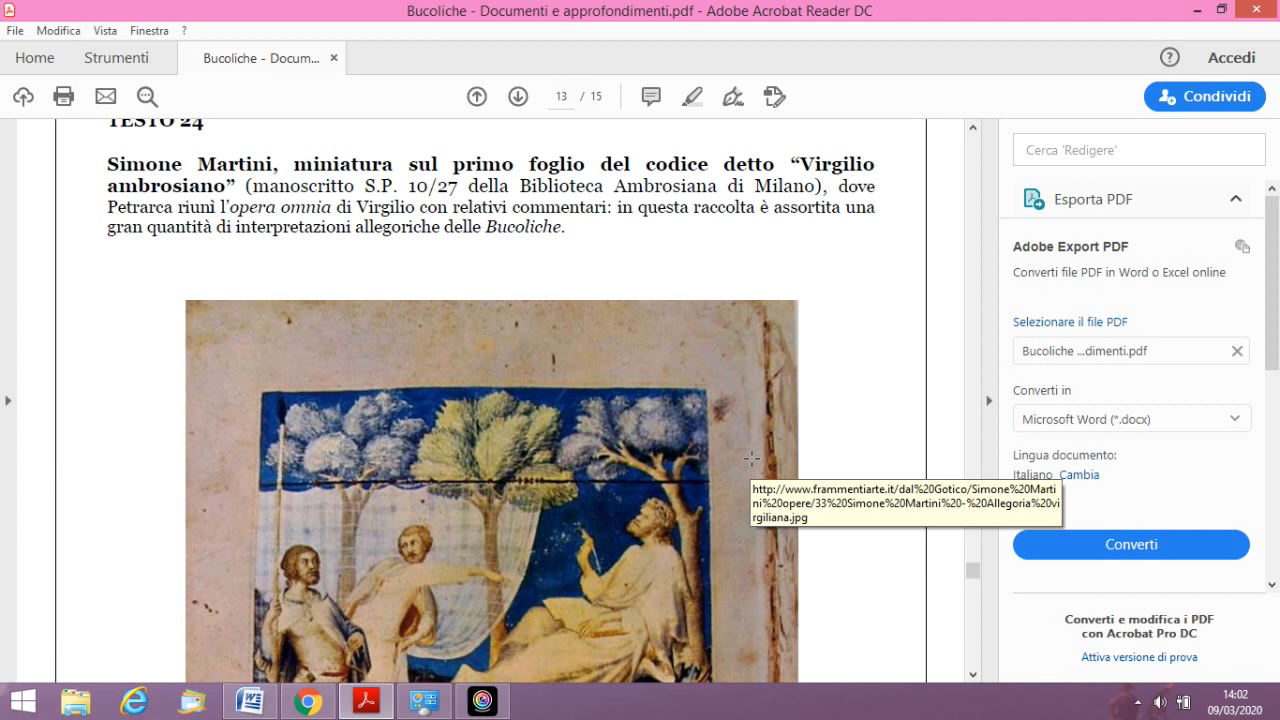 Bucoliche - Documenti e approfondimenti.pdf - Adobe Acrobat Reader DC
File Modifica Vista Finestra ?
Home Strumenti Bucoliche - Docum... × Accedi
13 / 15 Condividi
TESTO 24
Simone Martini, miniatura sul primo foglio del codice detto “Virgilio
ambrosiano” (manoscritto S.P. 10/27 della Biblioteca Ambrosiana di Milano), dove
Petrarca riunì l’opera omnia di Virgilio con relativi commentari: in questa raccolta è assortita una
gran quantità di interpretazioni allegoriche delle Bucoliche.
http://www.frammentiarte.it/dal%20Gotico/Simone%20Marti
ni%20opere/33%20Simone%20Martini%20-%20Allegoria%20vi
rgiliana.jpg
Cerca 'Redigere'
Esporta PDF
Adobe Export PDF
Converti file PDF in Word o Excel online
Selezionare il file PDF
Bucoliche ...dimenti.pdf
Converti in
Microsoft Word (*.docx)
Lingua documento:
Italiano Cambia
Converti
Converti e modifica i PDF
con Acrobat Pro DC
Attiva versione di prova
14:02
09/03/2020